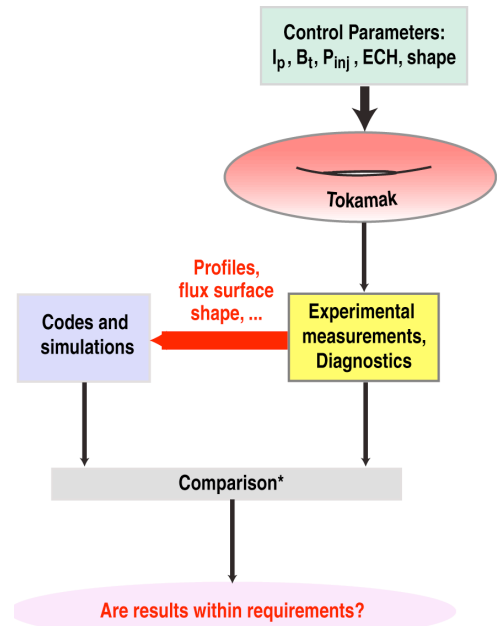 Control Parameters:
Ip, Bt, Pinj , ECH, shape
Tokamak
Profiles,
flux surface
shape, ...
Codes and
simulations
Experimental
measurements,
Diagnostics
Comparison*
Are results within requirements?